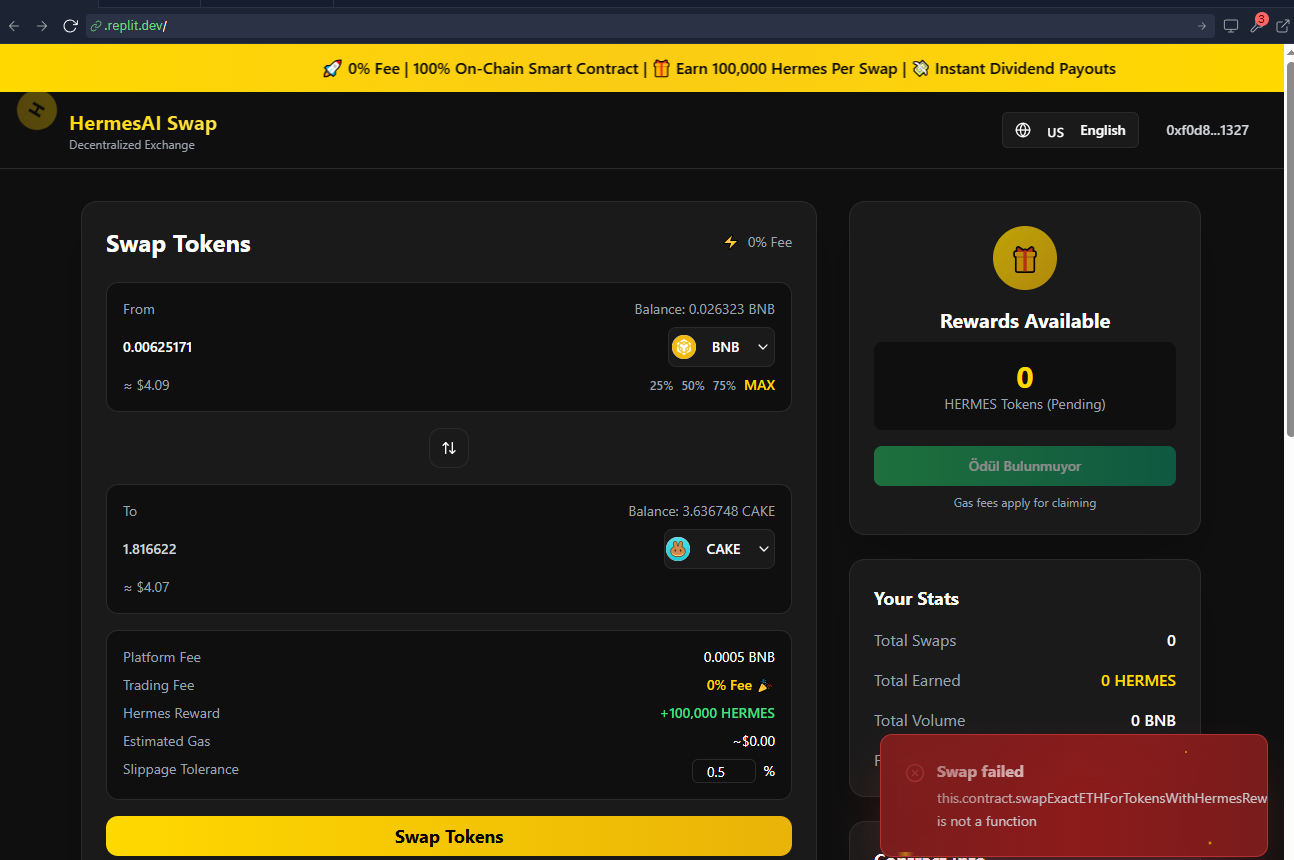 .replit.dev/
3
🚀 0% Fee | 100% On-Chain Smart Contract | 🎁 Earn 100,000 Hermes Per Swap | 💸 Instant Dividend Payouts
H
HermesAI Swap
Decentralized Exchange
US English
0xf0d8...1327
Swap Tokens
⚡ 0% Fee
From
Balance: 0.026323 BNB
0.00625171
BNB
≈ $4.09
25% 50% 75% MAX
To
Balance: 3.636748 CAKE
1.816622
CAKE
≈ $4.07
Platform Fee
0.0005 BNB
Trading Fee
0% Fee 🎉
Hermes Reward
+100,000 HERMES
Estimated Gas
~$0.00
Slippage Tolerance
0.5 %
Swap Tokens
Rewards Available
0
HERMES Tokens (Pending)
Ödül Bulunmuyor
Gas fees apply for claiming
Your Stats
Total Swaps
0
Total Earned
0 HERMES
Total Volume
0 BNB
Swap failed
this.contract.swapExactETHForTokensWithHermesRew
is not a function